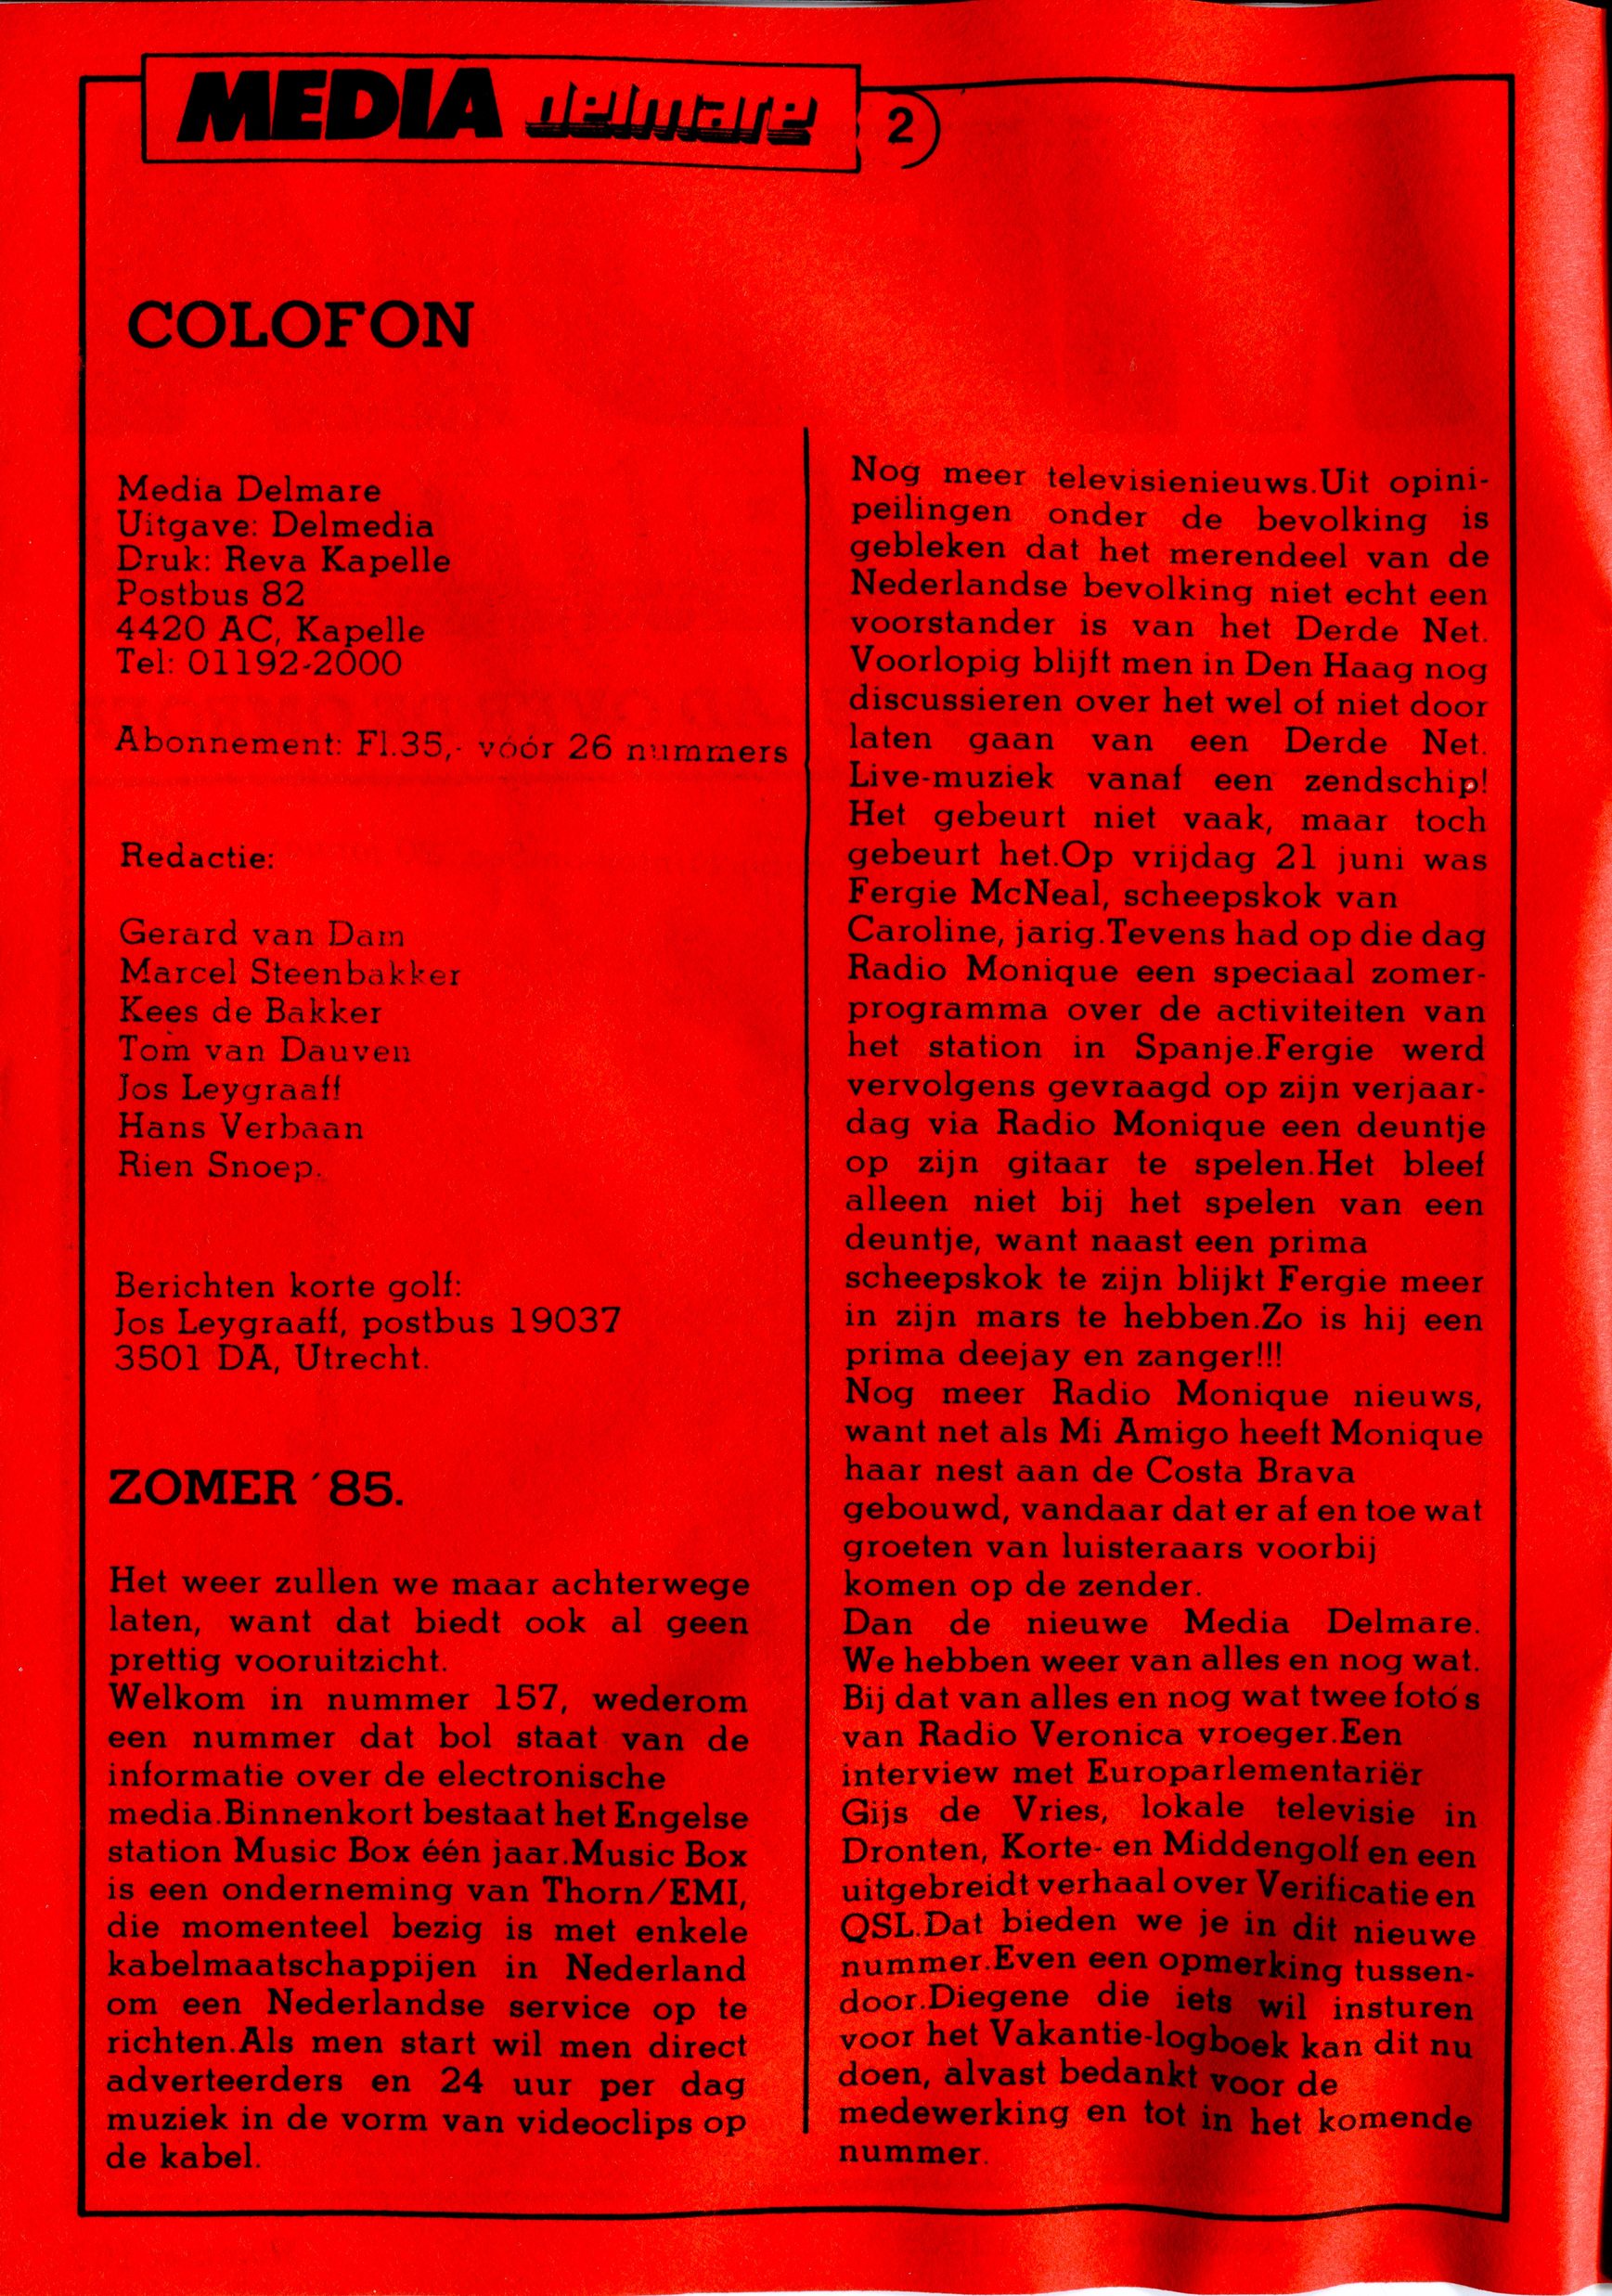 MEDIA delmare 2
COLOFON
Media Delmare
Uitgave: Delmedia
Druk: Reva Kapelle
Postbus 82
4420 AC, Kapelle
Tel: 01192-2000
Abonnement: Fl.35,- vóór 26 nummers
Redactie:
Gerard van Dam
Marcel Steenbakker
Kees de Bakker
Tom van Dauven
Jos Leygraaff
Hans Verbaan
Rien Snoep.
Berichten korte golf:
Jos Leygraaff, postbus 19037
3501 DA, Utrecht.
ZOMER ´85.
Het weer zullen we maar achterwege
laten, want dat biedt ook al geen
prettig vooruitzicht.
Welkom in nummer 157, wederom
een nummer dat bol staat van de
informatie over de electronische
media.Binnenkort bestaat het Engelse
station Music Box één jaar.Music Box
is een onderneming van Thorn/EMI,
die momenteel bezig is met enkele
kabelmaatschappijen in Nederland
om een Nederlandse service op te
richten.Als men start wil men direct
adverteerders en 24 uur per dag
muziek in de vorm van videoclips op
de kabel.
Nog meer televisienieuws.Uit opini-
peilingen onder de bevolking is
gebleken dat het merendeel van de
Nederlandse bevolking niet echt een
voorstander is van het Derde Net.
Voorlopig blijft men in Den Haag nog
discussieren over het wel of niet door
laten gaan van een Derde Net.
Live-muziek vanaf een zendschip!
Het gebeurt niet vaak, maar toch
gebeurt het.Op vrijdag 21 juni was
Fergie McNeal, scheepskok van
Caroline, jarig.Tevens had op die dag
Radio Monique een speciaal zomer-
programma over de activiteiten van
het station in Spanje.Fergie werd
vervolgens gevraagd op zijn verjaar-
dag via Radio Monique een deuntje
op zijn gitaar te spelen.Het bleef
alleen niet bij het spelen van een
deuntje, want naast een prima
scheepskok te zijn blijkt Fergie meer
in zijn mars te hebben.Zo is hij een
prima deejay en zanger!!!
Nog meer Radio Monique nieuws,
want net als Mi Amigo heeft Monique
haar nest aan de Costa Brava
gebouwd, vandaar dat er af en toe wat
groeten van luisteraars voorbij
komen op de zender.
Dan de nieuwe Media Delmare.
We hebben weer van alles en nog wat.
Bij dat van alles en nog wat twee foto´s
van Radio Veronica vroeger.Een
interview met Europarlementariër
Gijs de Vries, lokale televisie in
Dronten, Korte- en Middengolf en een
uitgebreidt verhaal over Verificatie en
QSL.Dat bieden we je in dit nieuwe
nummer.Even een opmerking tussen-
door.Diegene die iets wil insturen
voor het Vakantie-logboek kan dit nu
doen, alvast bedankt voor de
medewerking en tot in het komende
nummer.